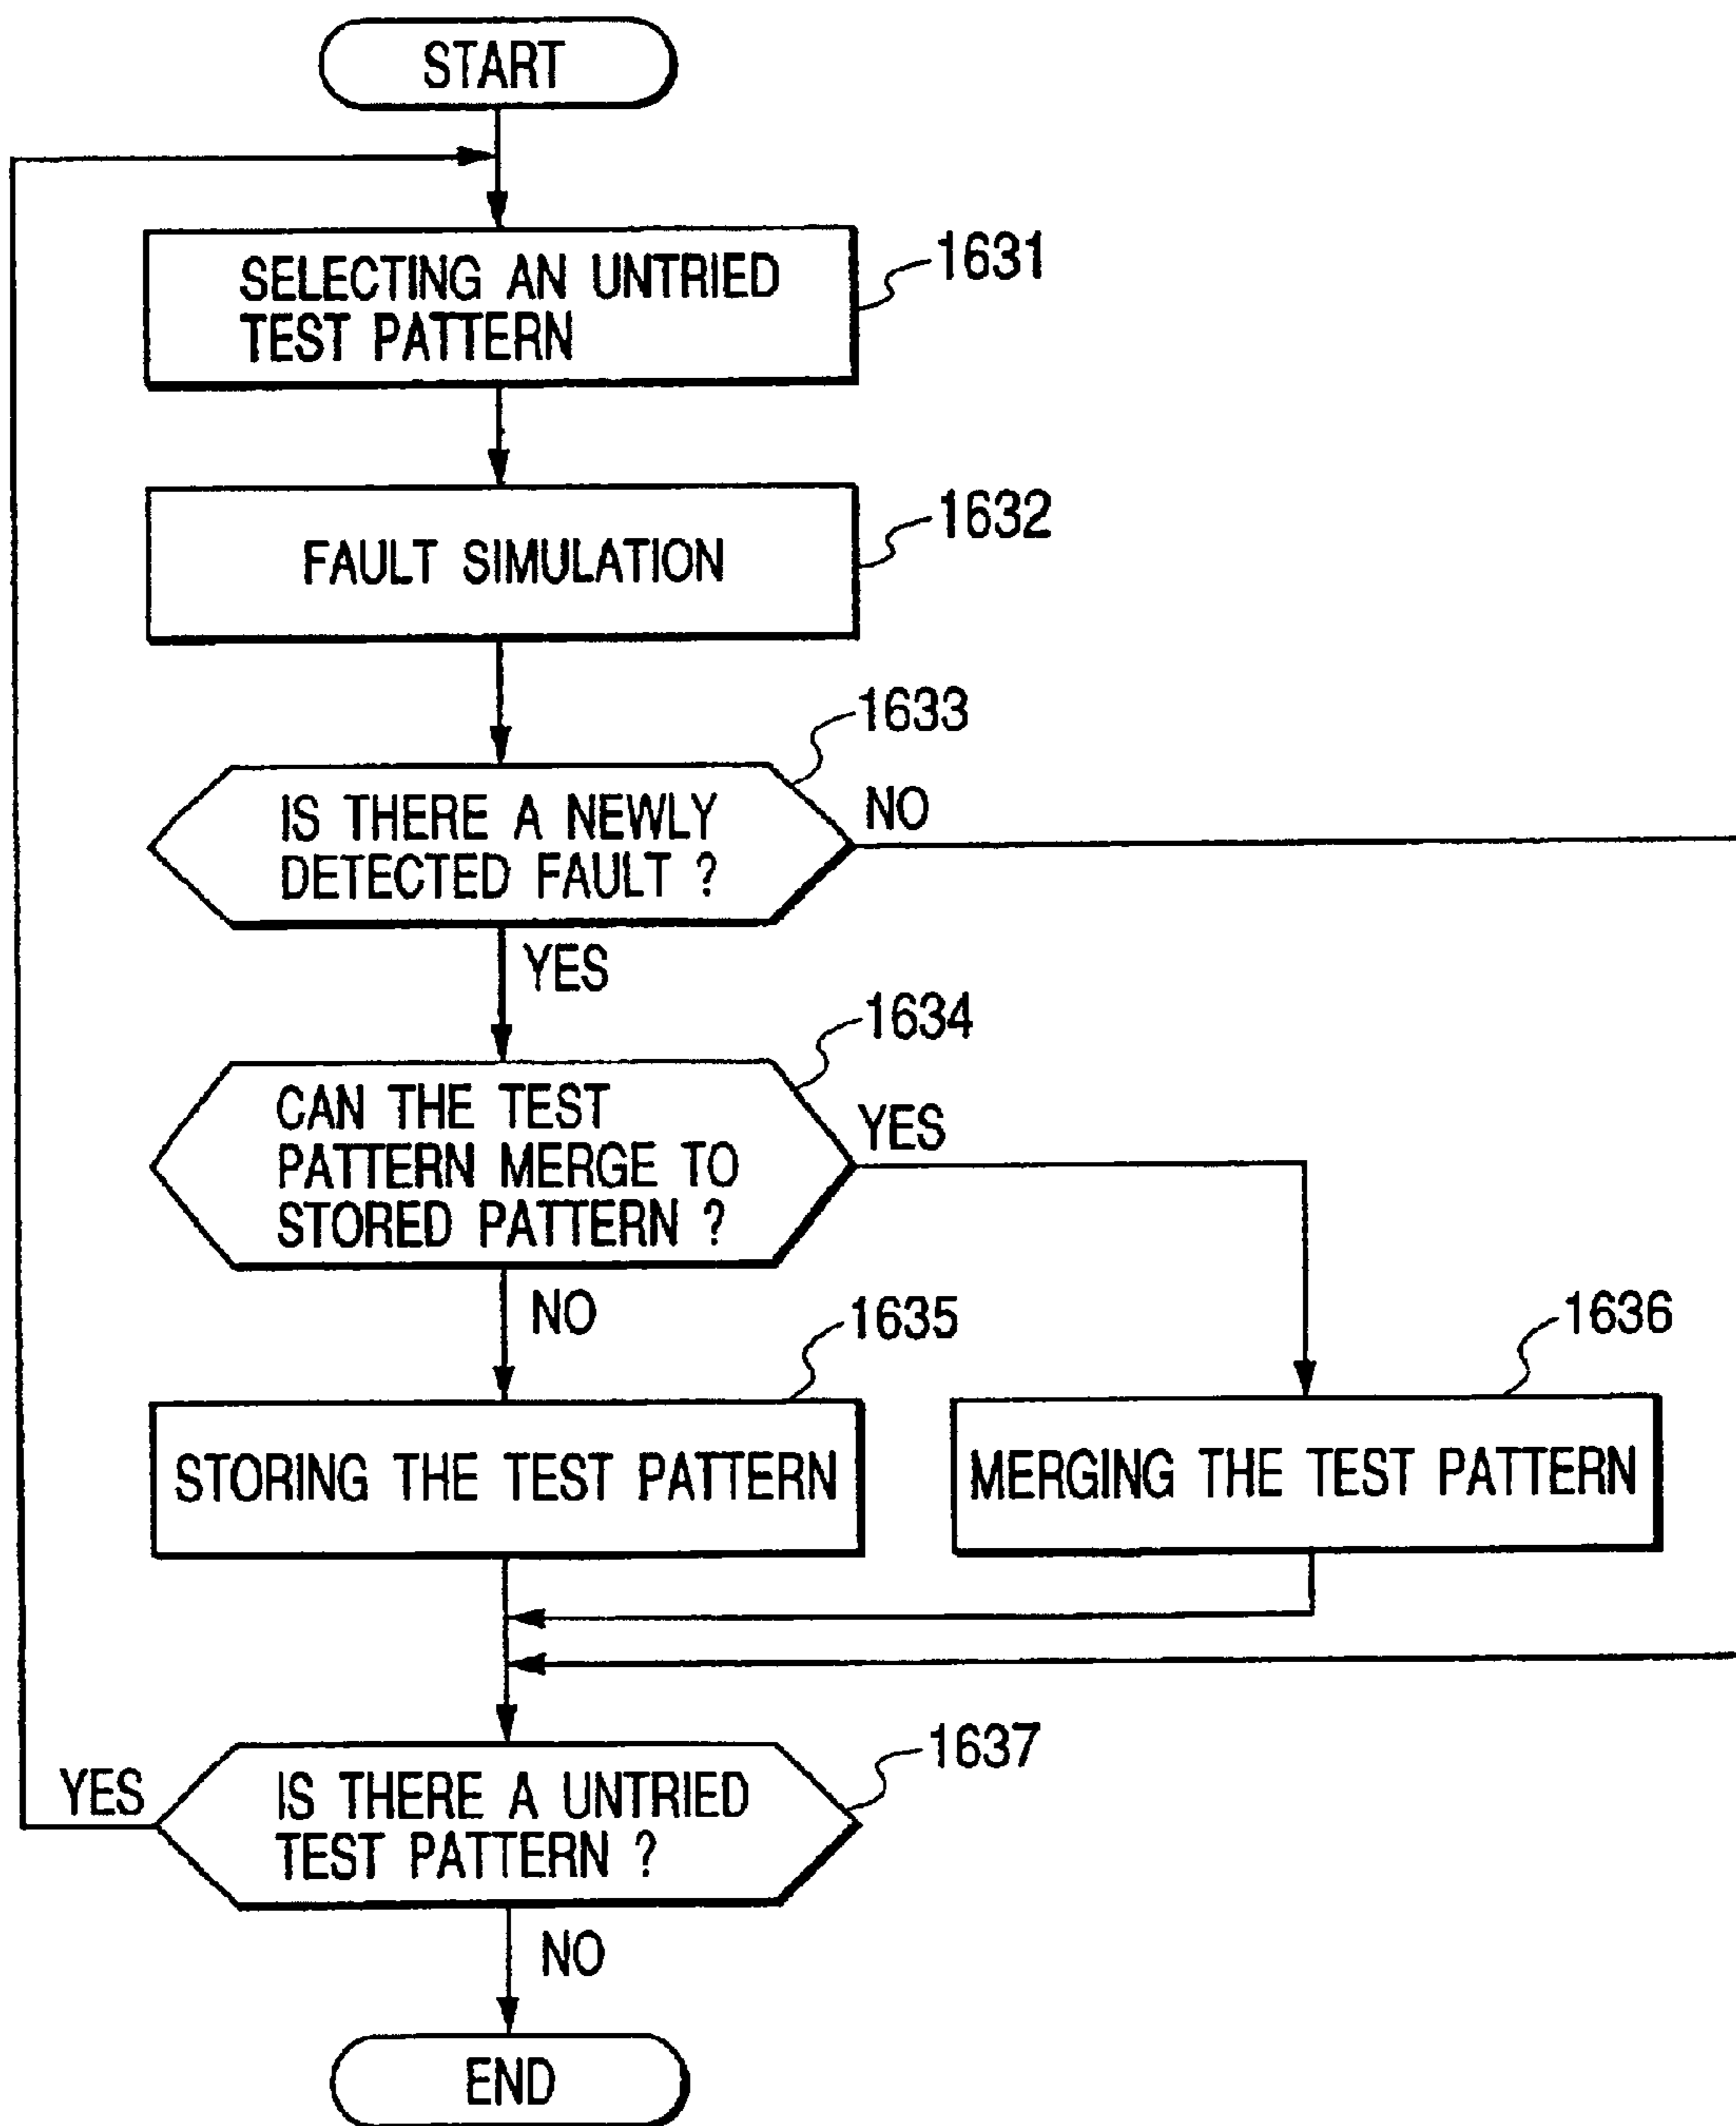 START
SELECTING AN UNTRIED
TEST PATTERN
1631
FAULT SIMULATION
1632
1633
IS THERE A NEWLY
DETECTED FAULT ?
NO
YES
1634
CAN THE TEST
PATTERN MERGE TO
STORED PATTERN ?
YES
NO
1635
STORING THE TEST PATTERN
1636
MERGING THE TEST PATTERN
1637
IS THERE A UNTRIED
TEST PATTERN ?
YES
NO
END